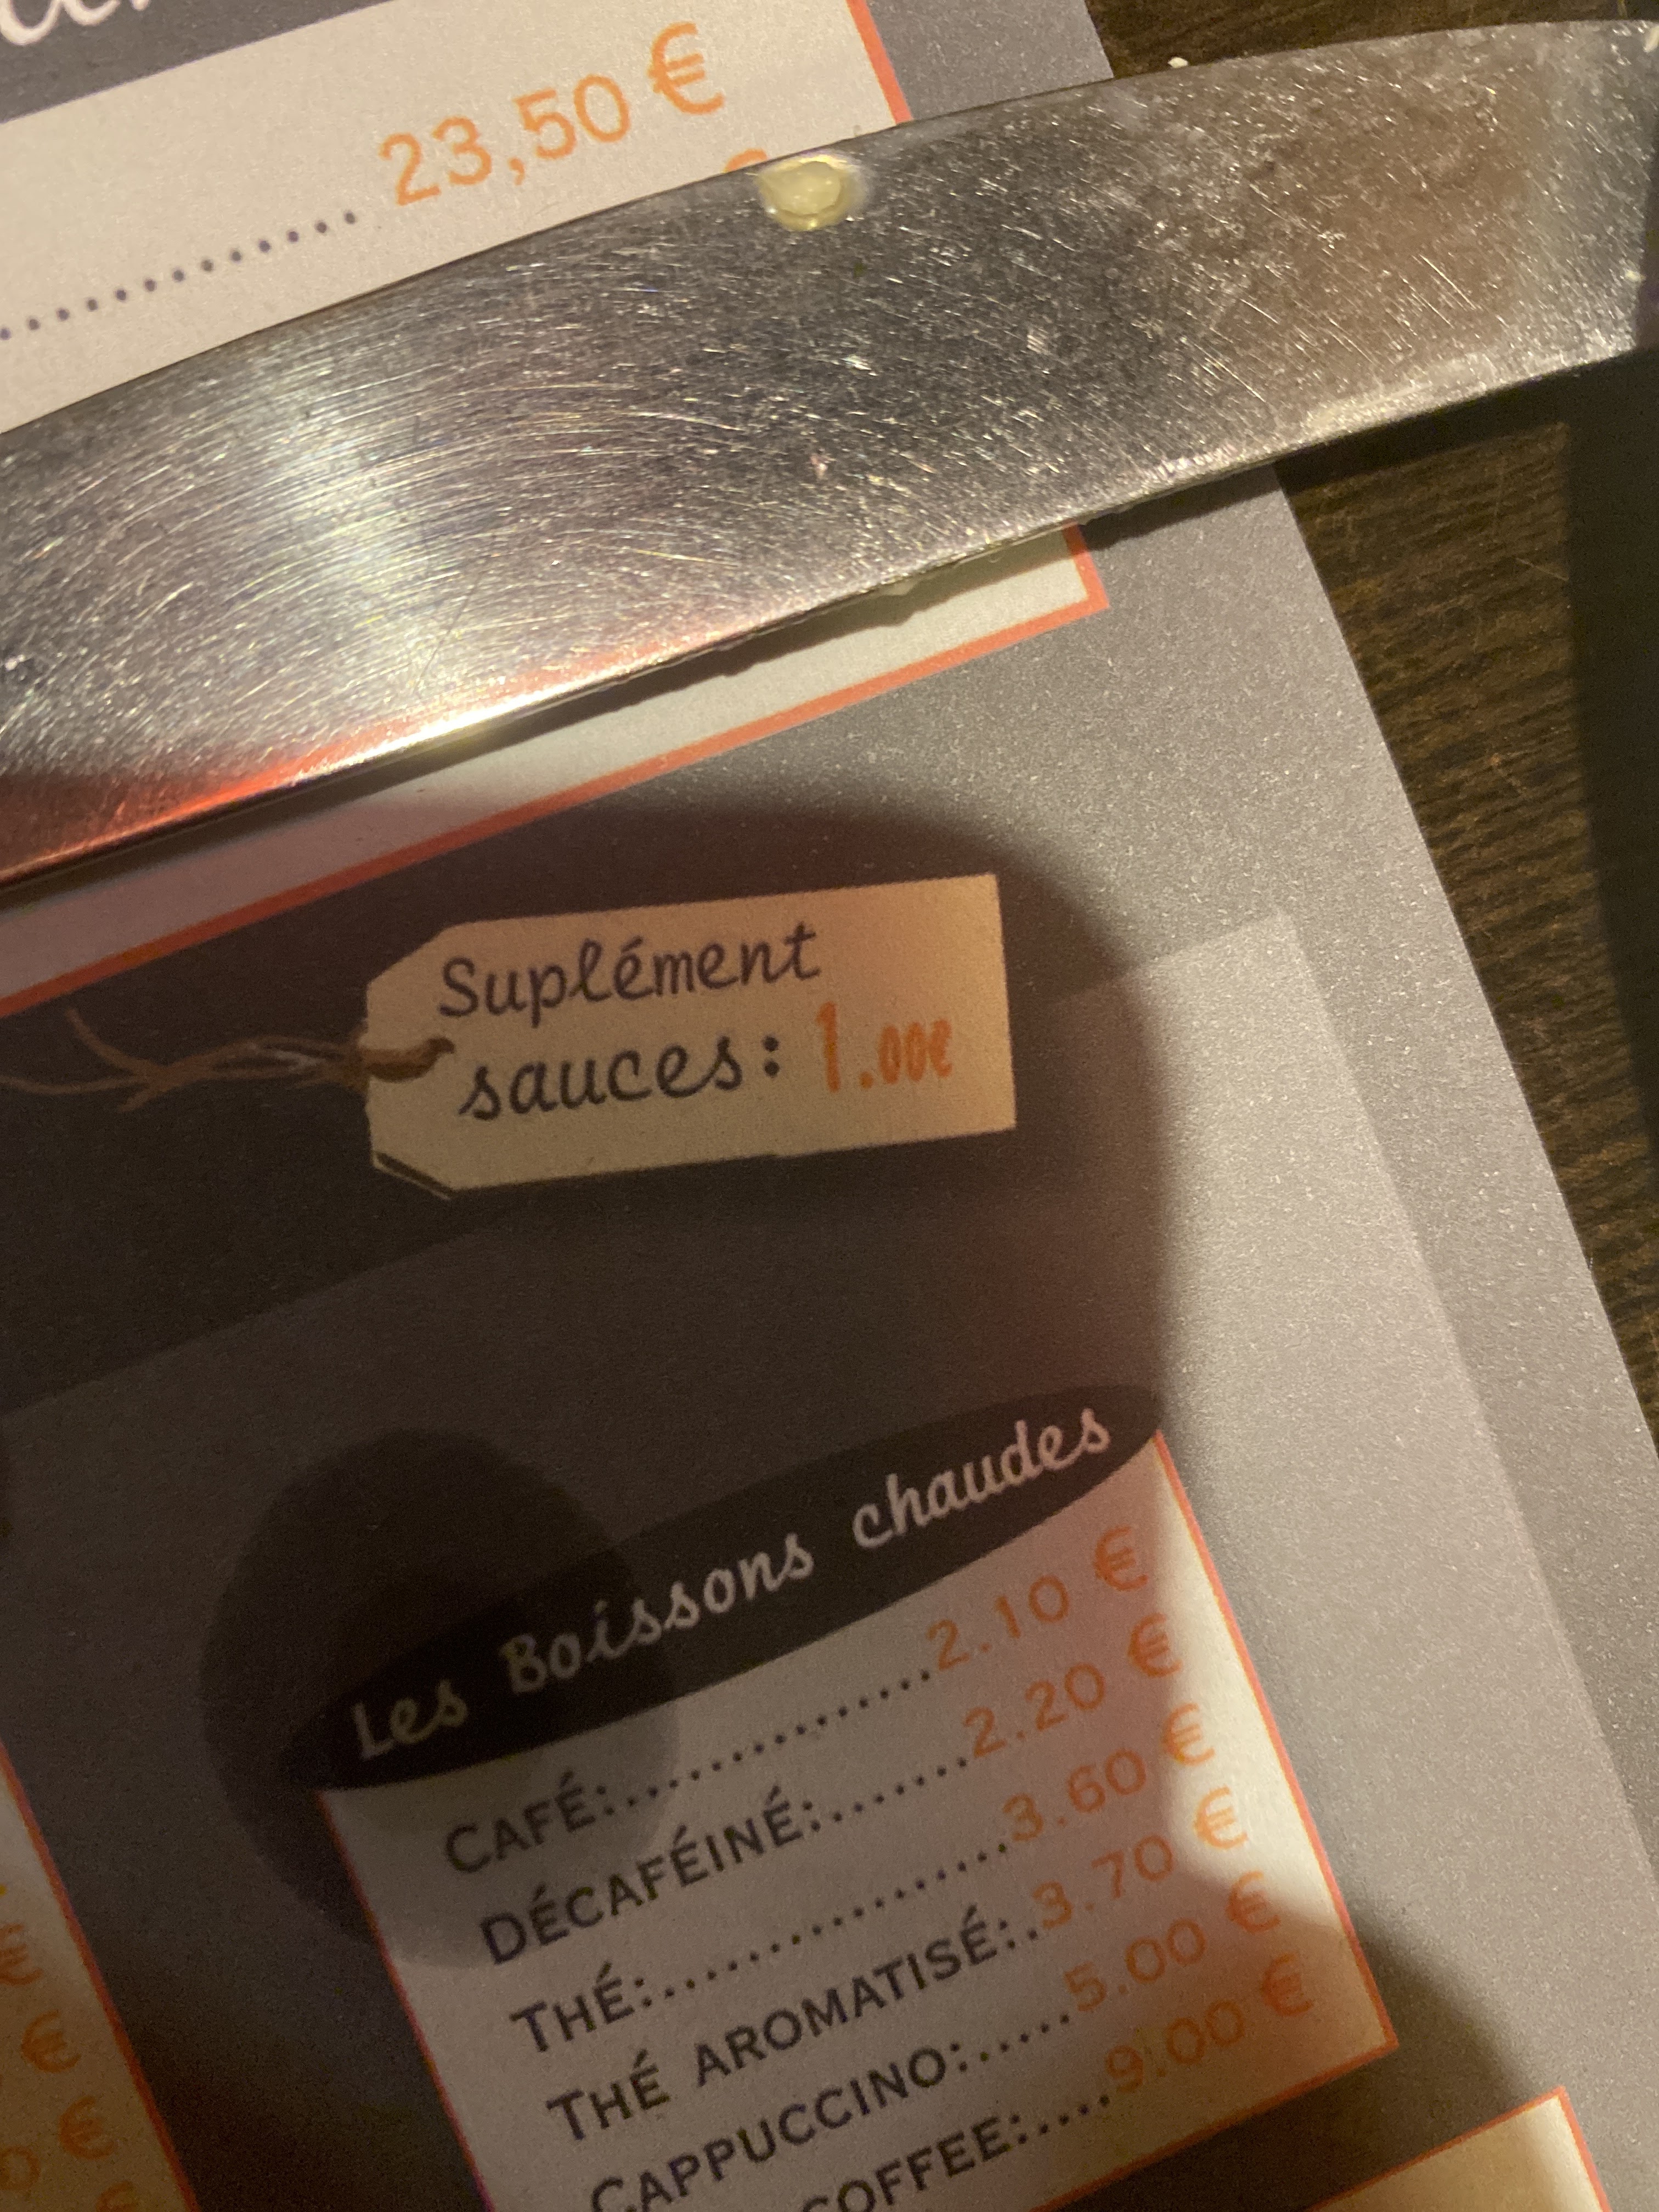 23,50 €
Suplément
sauces: 1.00€
Les Boissons chaudes
CAFÉ:.....................2.10 €
DÉCAFÉINÉ:.........2.20 €
THÉ:......................3.60 €
THÉ AROMATISÉ:..3.70 €
CAPPUCCINO:......5.00 €
COFFEE:....9.00 €
€
€